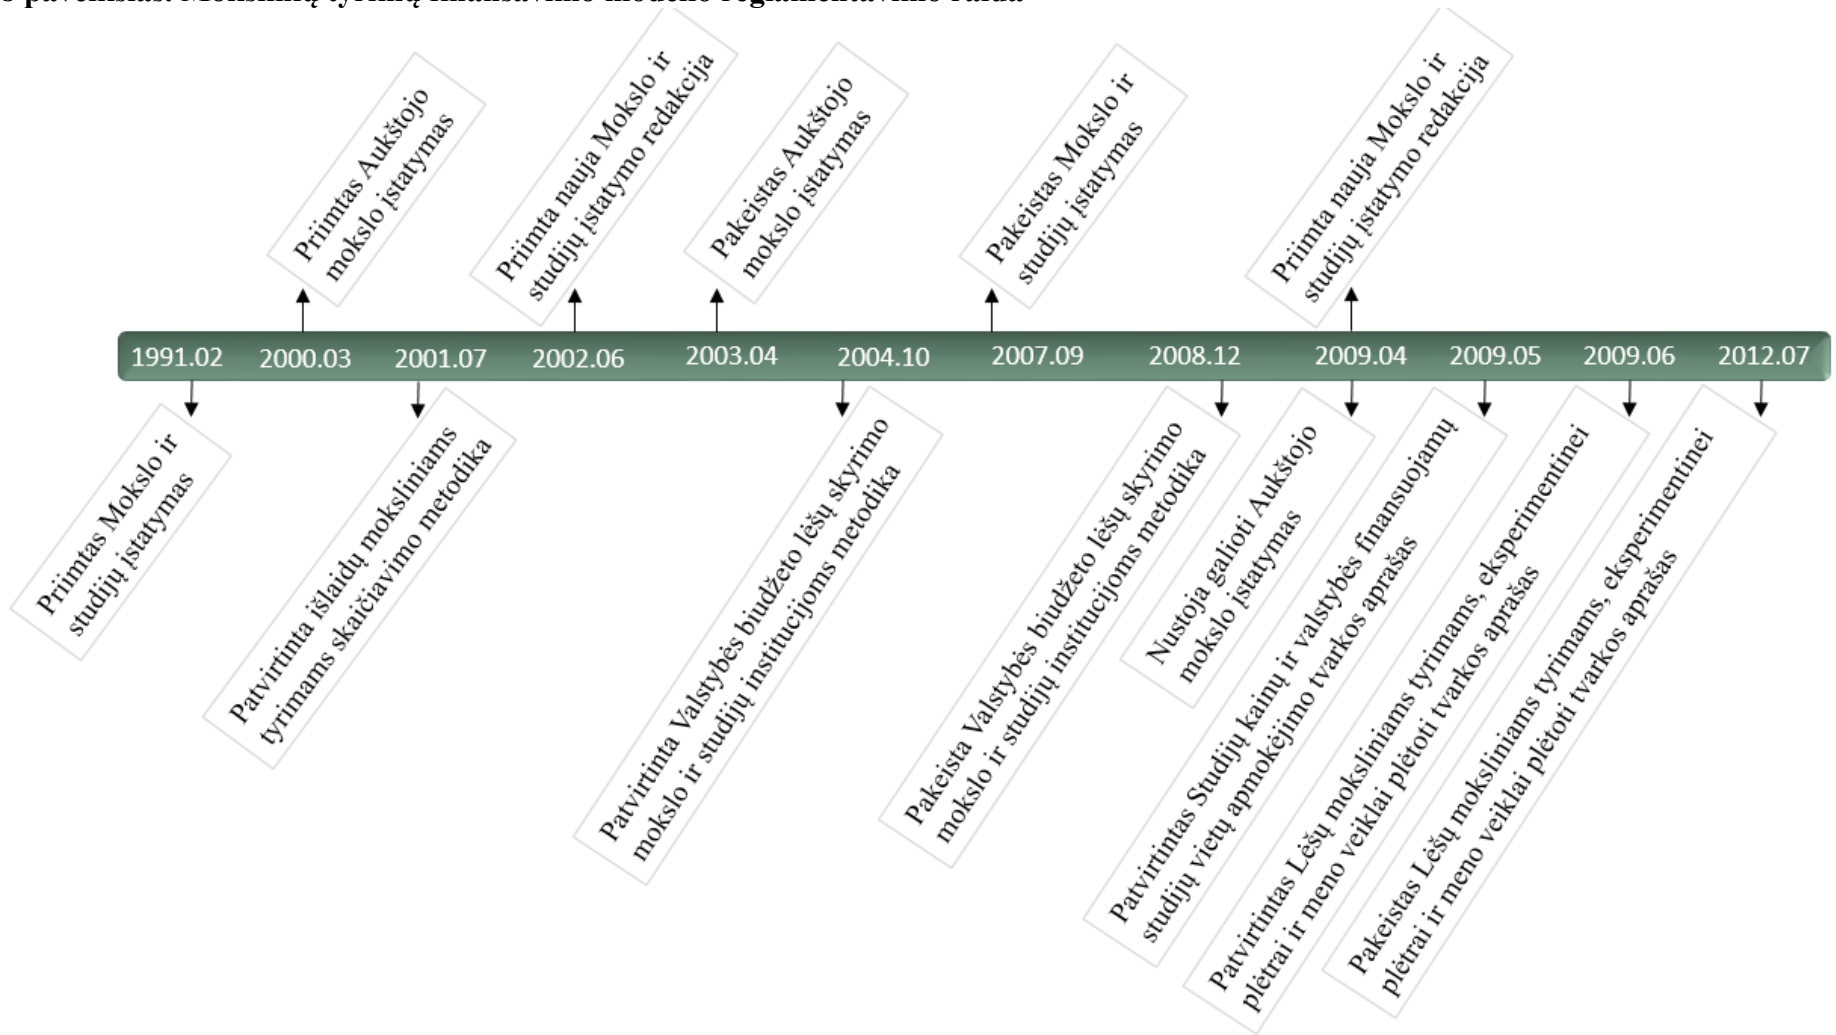 paveikslas. Mokslinių tyrimų finansavimo modelio reglamentavimo raida
Priimtas Aukštojo
mokslo įstatymas
Priimta nauja Mokslo ir
studijų įstatymo redakcija
Pakeistas Aukštojo
mokslo įstatymas
Pakeistas Mokslo ir
studijų įstatymas
Priimta nauja Mokslo ir
studijų įstatymo redakcija
1991.02 2000.03 2001.07 2002.06 2003.04 2004.10 2007.09 2008.12 2009.04 2009.05 2009.06 2012.07
Priimtas Mokslo ir
studijų įstatymas
Patvirtinta išlaidų moksliniams
tyrimams skaičiavimo metodika
Patvirtinta Valstybės biudžeto lėšų skyrimo
mokslo ir studijų institucijoms metodika
Pakeista Valstybės biudžeto lėšų skyrimo
mokslo ir studijų institucijoms metodika
Nustoja galioti Aukštojo
mokslo įstatymas
Patvirtintas Studijų kainų ir valstybės finansuojamų
studijų vietų apmokėjimo tvarkos aprašas
Patvirtintas Lėšų moksliniams tyrimams, eksperimentinei
plėtrai ir meno veiklai plėtoti tvarkos aprašas
Pakeistas Lėšų moksliniams tyrimams, eksperimentinei
plėtrai ir meno veiklai plėtoti tvarkos aprašas